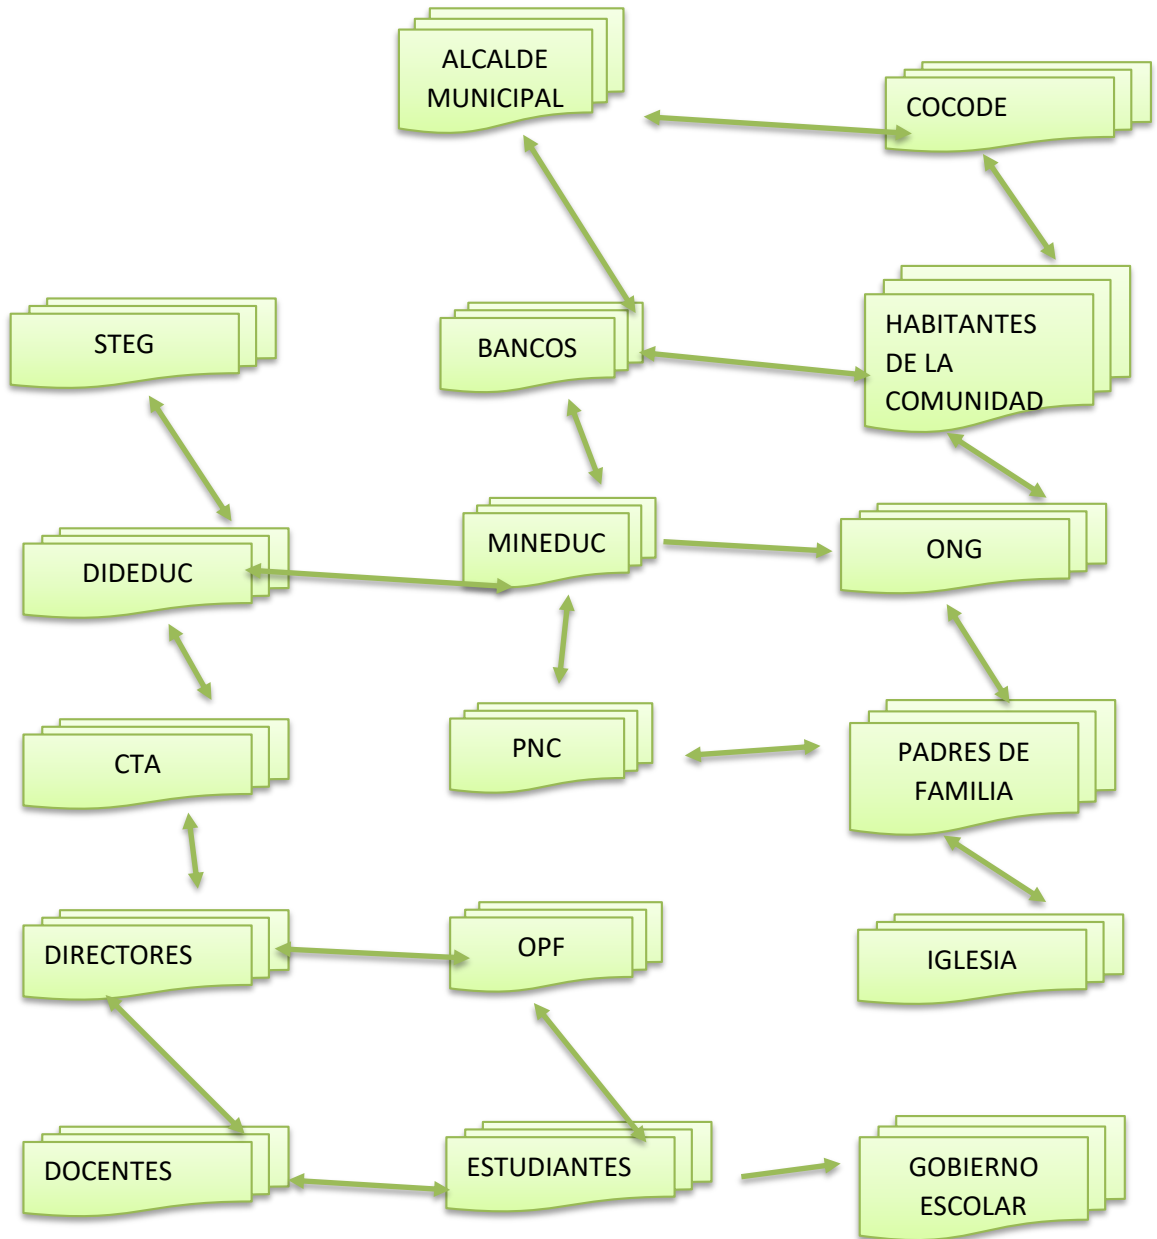 ALCALDE
MUNICIPAL
COCODE
STEG
BANCOS
HABITANTES
DE LA
COMUNIDAD
DIDEDUC
MINEDUC
ONG
CTA
PNC
PADRES DE
FAMILIA
DIRECTORES
OPF
IGLESIA
DOCENTES
ESTUDIANTES
GOBIERNO
ESCOLAR